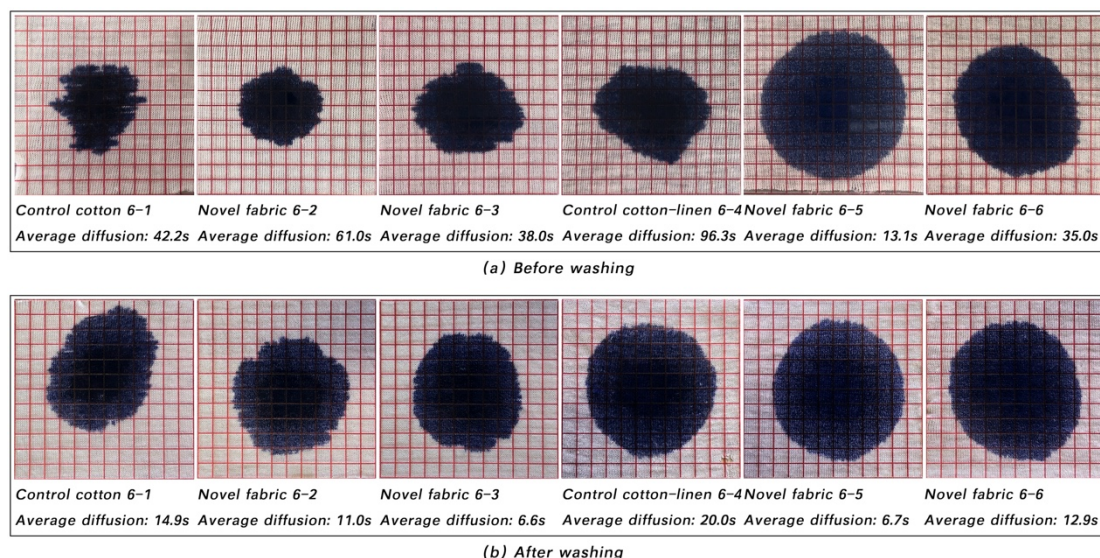 Control cotton 6-1 Novel fabric 6-2 Novel fabric 6-3 Control cotton-linen 6-4 Novel fabric 6-5 Novel fabric 6-6
Average diffusion: 42.2s Average diffusion: 61.0s Average diffusion: 38.0s Average diffusion: 96.3s Average diffusion: 13.1s Average diffusion: 35.0s
(a) Before washing
Control cotton 6-1 Novel fabric 6-2 Novel fabric 6-3 Control cotton-linen 6-4 Novel fabric 6-5 Novel fabric 6-6
Average diffusion: 14.9s Average diffusion: 11.0s Average diffusion: 6.6s Average diffusion: 20.0s Average diffusion: 6.7s Average diffusion: 12.9s
(b) After washing